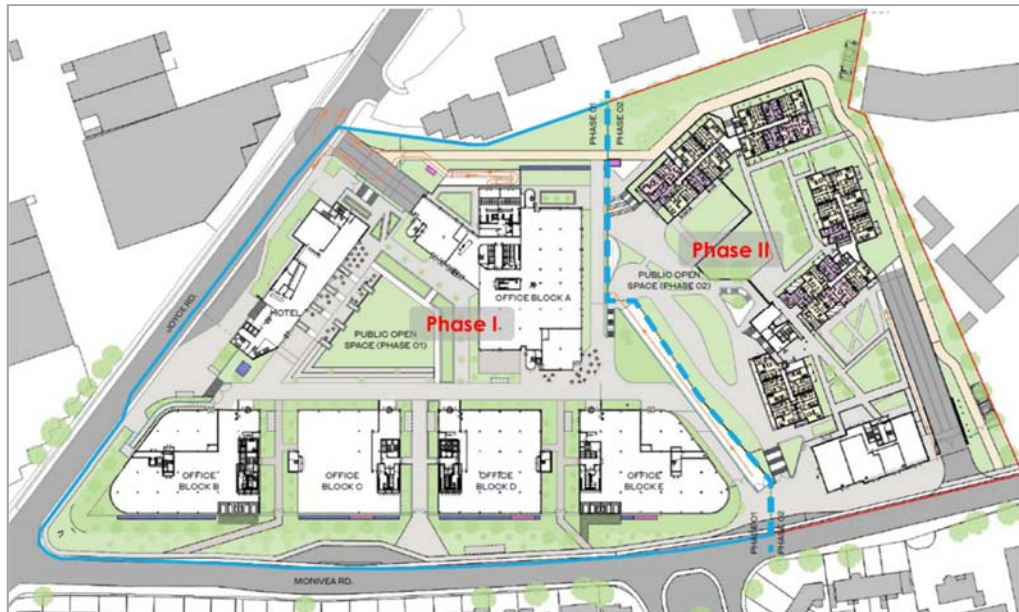 PHASE 01
PHASE 02
Phase II
PUBLIC OPEN
SPACE (PHASE 02)
JOYCE RD.
HOTEL
OFFICE BLOCK A
Phase I
PUBLIC OPEN
SPACE (PHASE 01)
OFFICE
BLOCK B
OFFICE
BLOCK C
OFFICE
BLOCK D
OFFICE
BLOCK E
PHASE 01
PHASE 02
MONIVEA RD.